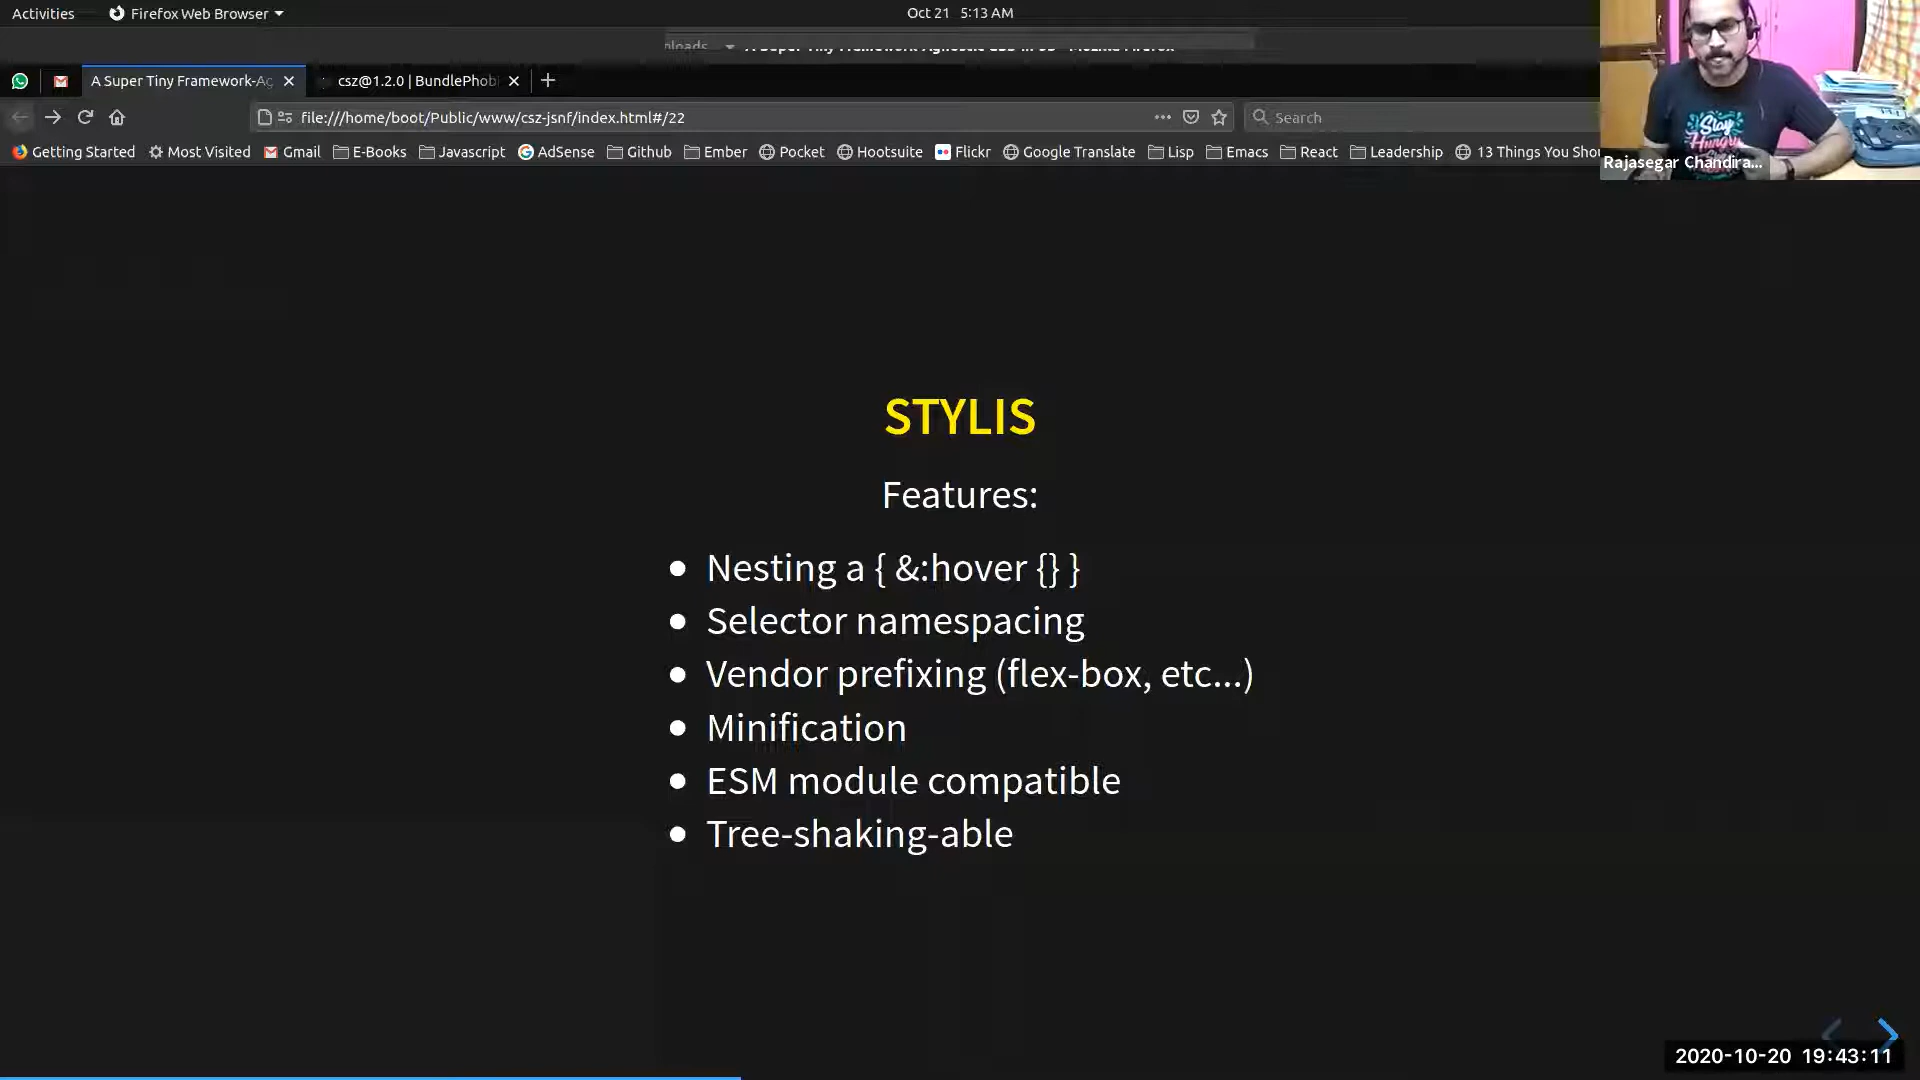 Activities
Firefox Web Browser
Oct 21 5:13 AM
A Super Tiny Framework-Ag
csz@1.2.0 | BundlePhob
file:///home/boot/Public/www/csz-jsnf/index.html#/22
Search
Getting Started
Most Visited
Gmail
E-Books
Javascript
AdSense
Github
Ember
Pocket
Hootsuite
Flickr
Google Translate
Lisp
Emacs
React
Leadership
13 Things You Shou
Stay
Hungry
Rajasegar Chandira...
STYLIS
Features:
• Nesting a { &:hover {} }
• Selector namespacing
• Vendor prefixing (flex-box, etc...)
• Minification
• ESM module compatible
• Tree-shaking-able
2020-10-20 19:43:11